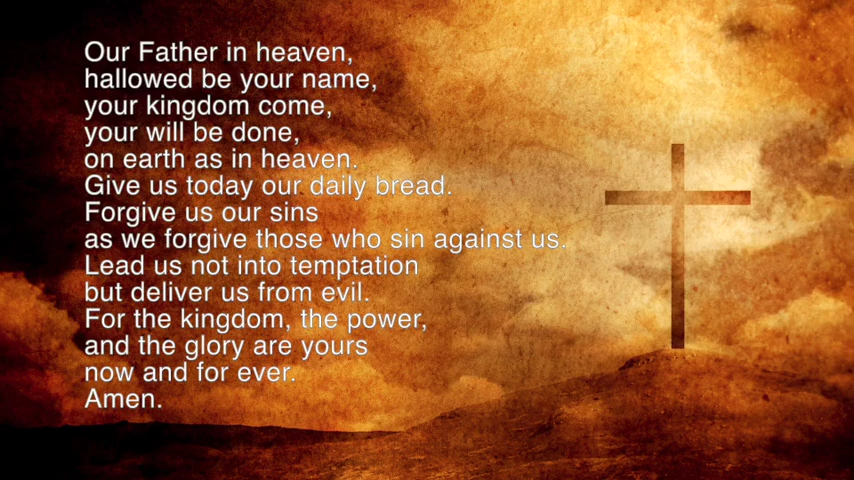 Our Father in heaven,
hallowed be your name,
your kingdom come,
your will be done,
on earth as in heaven.
Give us today our daily bread.
Forgive us our sins
as we forgive those who sin against us.
Lead us not into temptation
but deliver us from evil.
For the kingdom, the power,
and the glory are yours
now and for ever.
Amen.